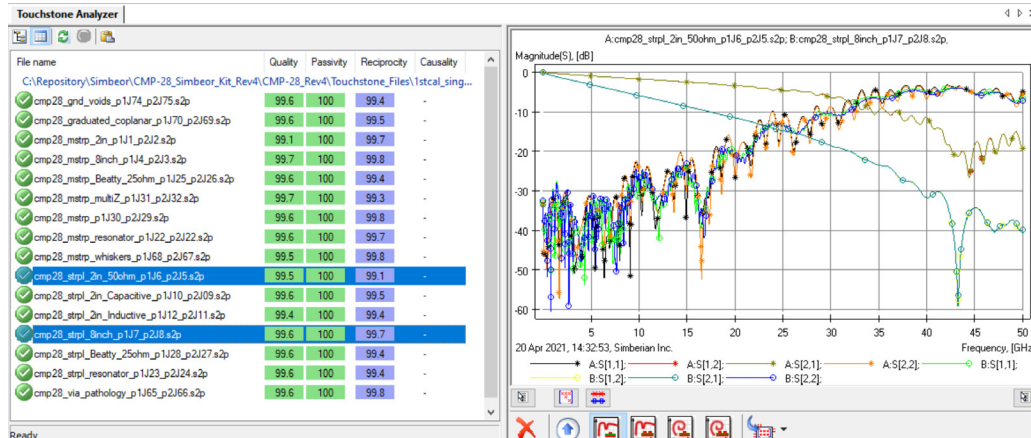 Touchstone Analyzer
File name Quality Passivity Reciprocity Causality
C:\Repository\Simbeor\CMP-28_Simbeor_Kit_Rev4\CMP-28_Rev4\Touchstone_Files\1stcal_sing...
cmp28_gnd_voids_p1J74_p2J75.s2p 99.6 100 99.4 -
cmp28_graduated_coplanar_p1J70_p2J69.s2p 99.6 100 99.5 -
cmp28_mstrp_2in_p1J1_p2J2.s2p 99.1 100 99.7 -
cmp28_mstrp_8inch_p1J4_p2J3.s2p 99.7 100 99.8 -
cmp28_mstrp_Beatty_25ohm_p1J25_p2J26.s2p 99.6 100 99.4 -
cmp28_mstrp_multiZ_p1J31_p2J32.s2p 99.7 100 99.3 -
cmp28_mstrp_p1J30_p2J29.s2p 99.6 100 99.8 -
cmp28_mstrp_resonator_p1J22_p2J22.s2p 99.6 100 99.7 -
cmp28_mstrp_whiskers_p1J68_p2J67.s2p 99.5 100 99.8 -
cmp28_strpl_2in_50ohm_p1J6_p2J5.s2p 99.5 100 99.1 -
cmp28_strpl_2in_Capacitive_p1J10_p2J09.s2p 99.6 100 99.5 -
cmp28_strpl_2in_Inductive_p1J12_p2J11.s2p 99.4 100 99.4 -
cmp28_strpl_8inch_p1J7_p2J8.s2p 99.6 100 99.7 -
cmp28_strpl_Beatty_25ohm_p1J28_p2J27.s2p 99.6 100 99.4 -
cmp28_strpl_resonator_p1J23_p2J24.s2p 99.6 100 99.4 -
cmp28_via_pathology_p1J65_p2J66.s2p 99.6 100 99.8 -
Ready
A:cmp28_strpl_2in_50ohm_p1J6_p2J5.s2p; B:cmp28_strpl_8inch_p1J7_p2J8.s2p,
Magnitude(S), [dB]
0
-10
-20
-30
-40
-50
-60
5 10 15 20 25 30 35 40 45 50
20 Apr 2021, 14:32:53, Simberian Inc. Frequency, [GHz
A:S[1,1]; A:S[1,2]; A:S[2,1]; A:S[2,2]; B:S[1,1];
B:S[1,2]; B:S[2,1]; B:S[2,2];